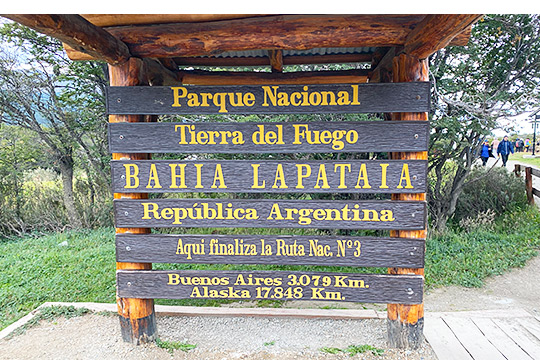 Parque Nacional
Tierra del Fuego
BAHIA LAPATAIA
República Argentina
Aqui finaliza la Ruta Nac. Nº3
Buenos Aires 3.079 Km.
Alaska 17.848 Km.